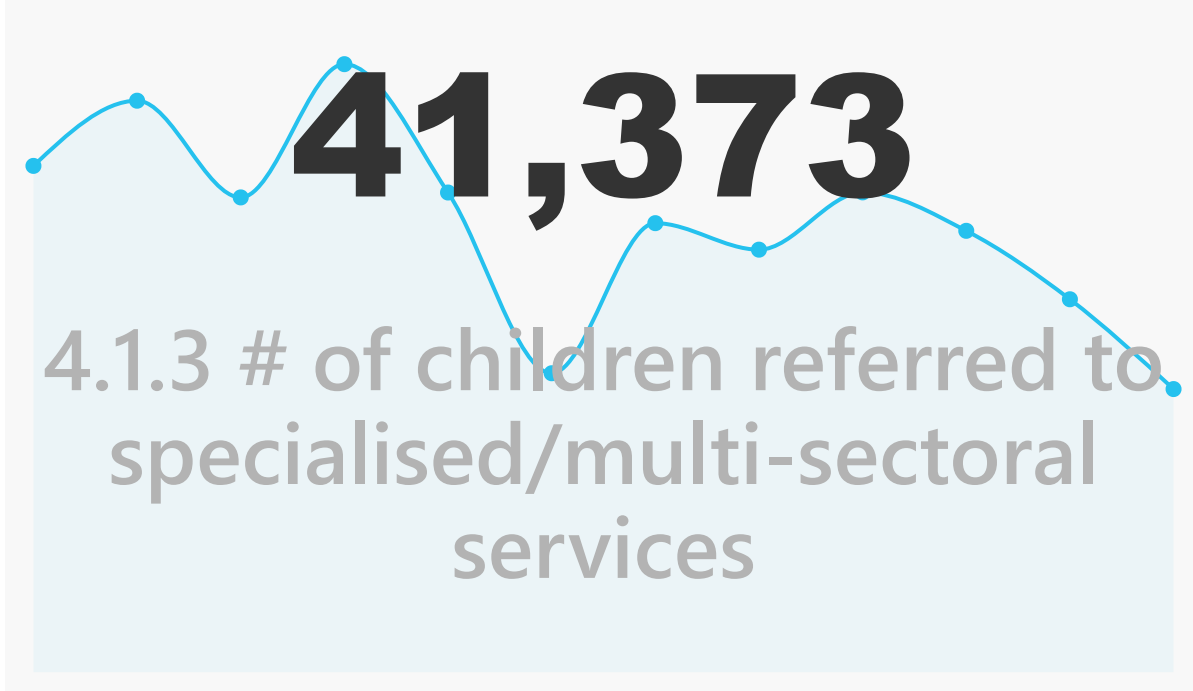 41,373
4.1.3 # of children referred to
specialised/multi-sectoral
services